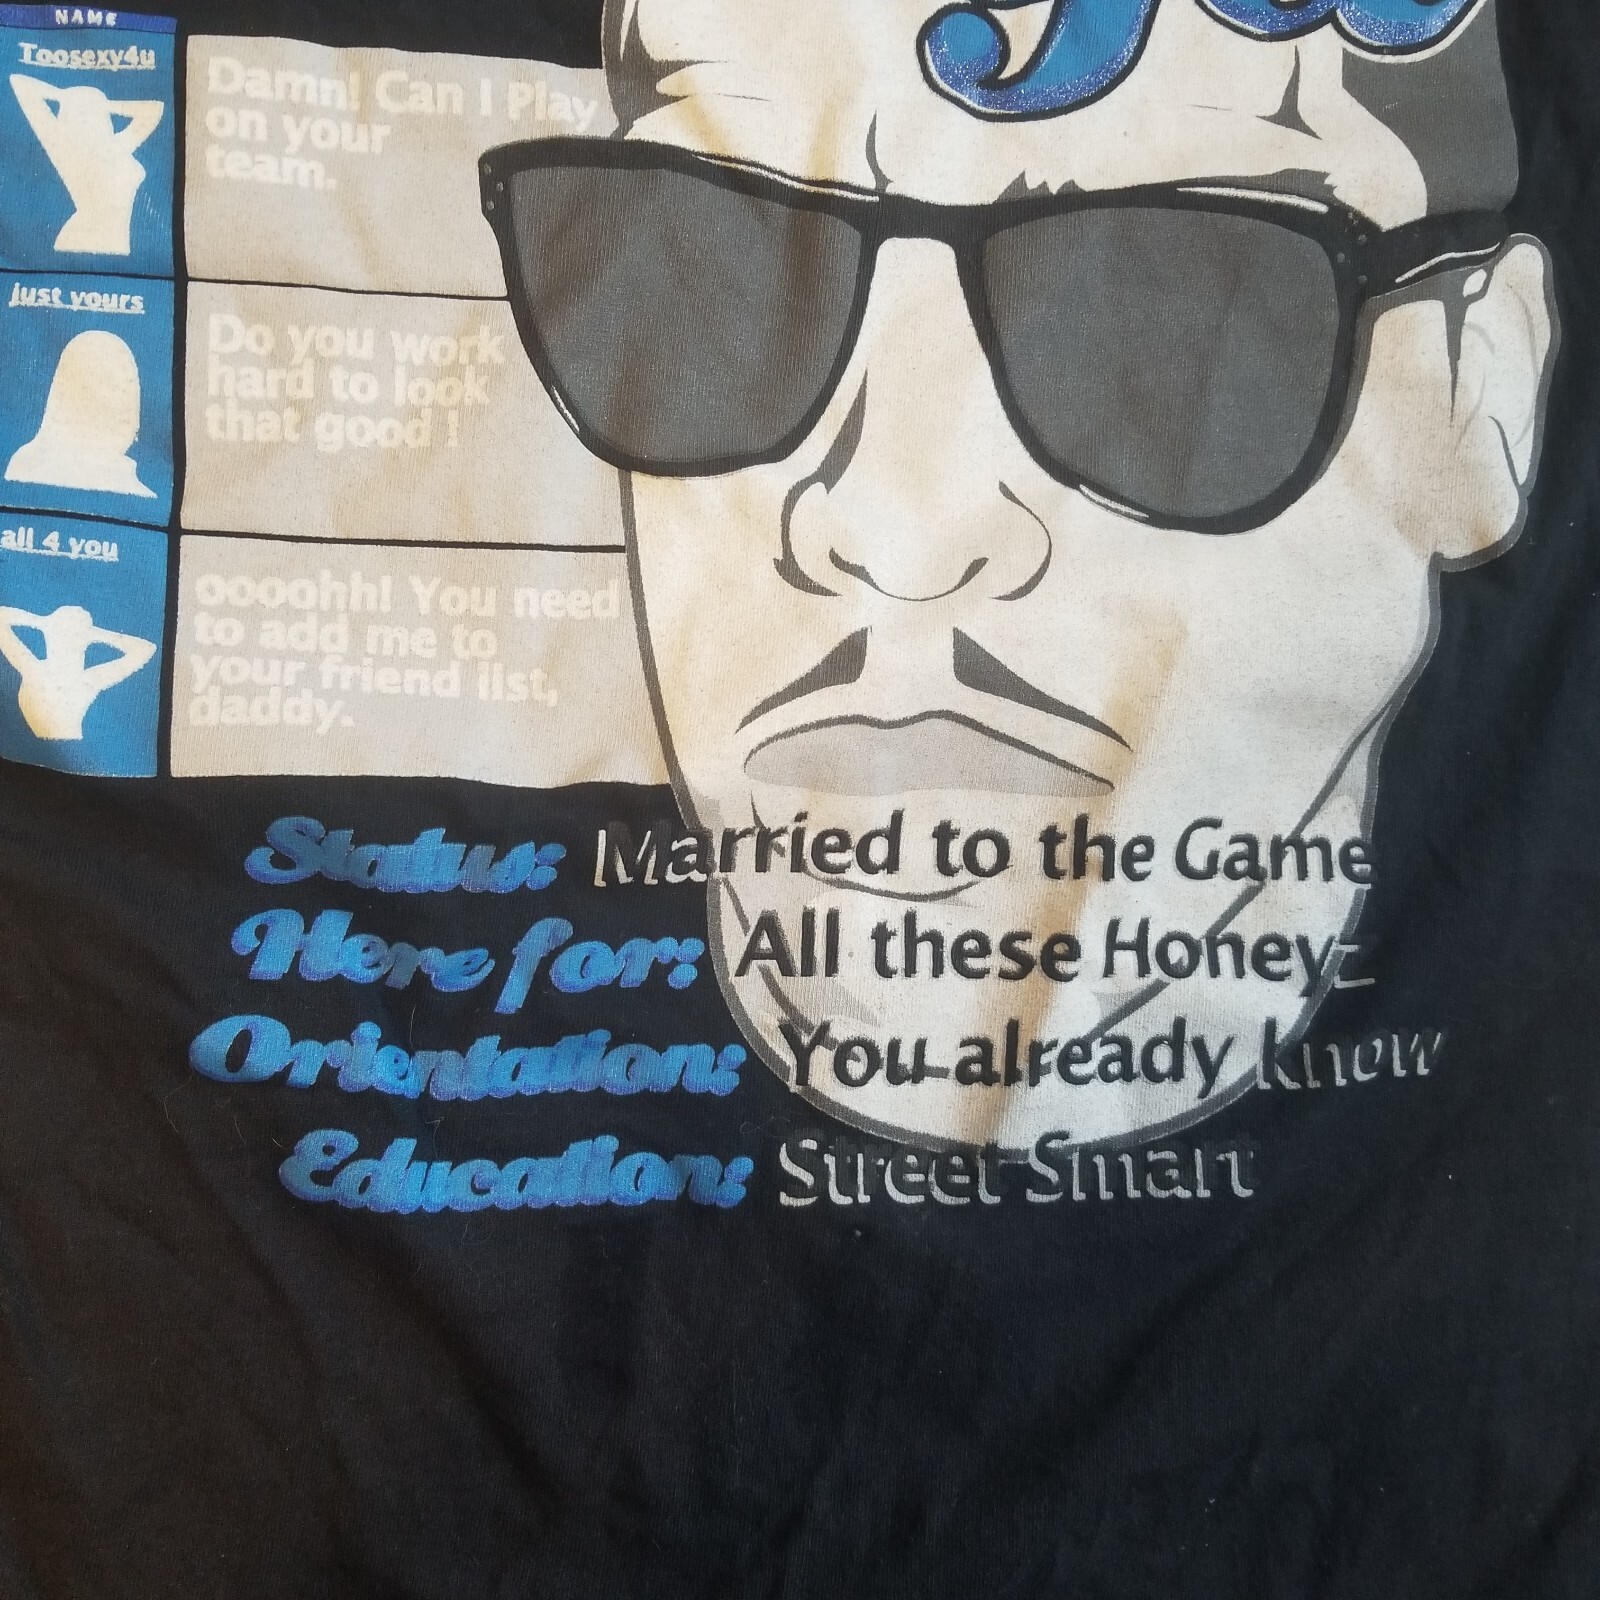 NAME
Toosexy4u
Damn! Can I Play
on your
team.
just yours
Do you work
hard to look
that good !
all 4 you
oooohh! You need
to add me to
your friend list,
daddy.
Status: Married to the Game
Here for: All these Honeyz
Orientation: You already know
Education: Street Smart